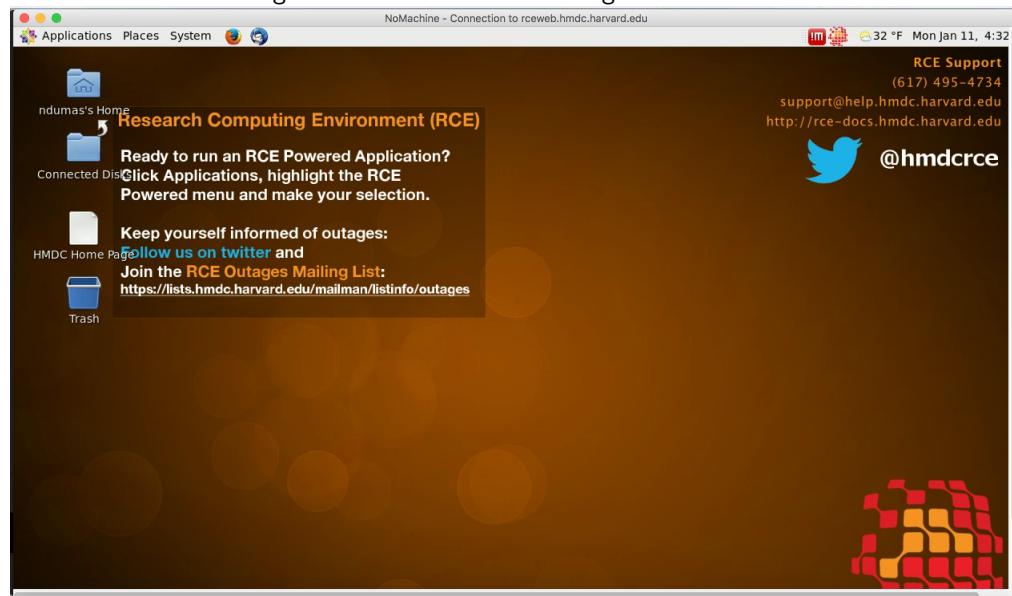 NoMachine - Connection to rceweb.hmdc.harvard.edu
Applications Places System
!m
32 °F Mon Jan 11, 4:32
RCE Support
(617) 495-4734
support@help.hmdc.harvard.edu
http://rce-docs.hmdc.harvard.edu
@hmdcrce
ndumas's Home
Connected Disks
HMDC Home Page
Trash
Research Computing Environment (RCE)
Ready to run an RCE Powered Application?
Click Applications, highlight the RCE
Powered menu and make your selection.
Keep yourself informed of outages:
Follow us on twitter and
Join the RCE Outages Mailing List:
https://lists.hmdc.harvard.edu/mailman/listinfo/outages